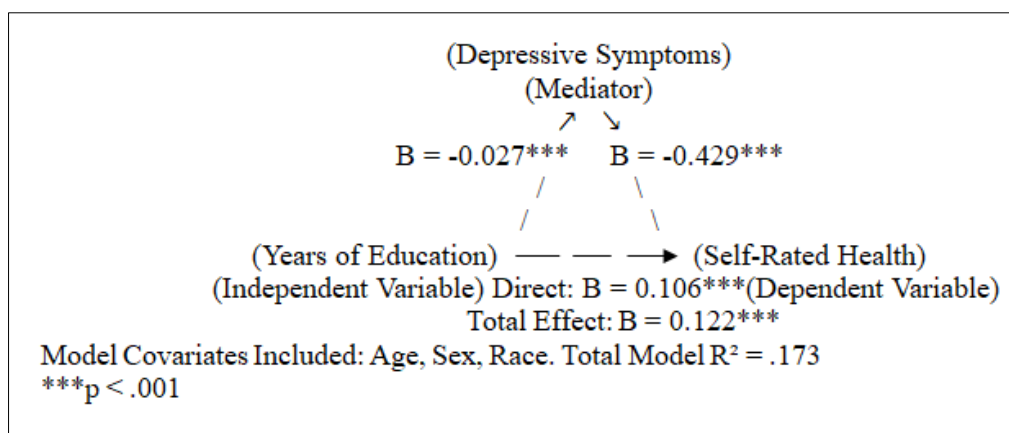 (Depressive Symptoms)
(Mediator)
↗ ↘
B = -0.027*** B = -0.429***
/ \
/ \
(Years of Education) — — → (Self-Rated Health)
(Independent Variable) Direct: B = 0.106***(Dependent Variable)
Total Effect: B = 0.122***
Model Covariates Included: Age, Sex, Race. Total Model R² = .173
***p < .001